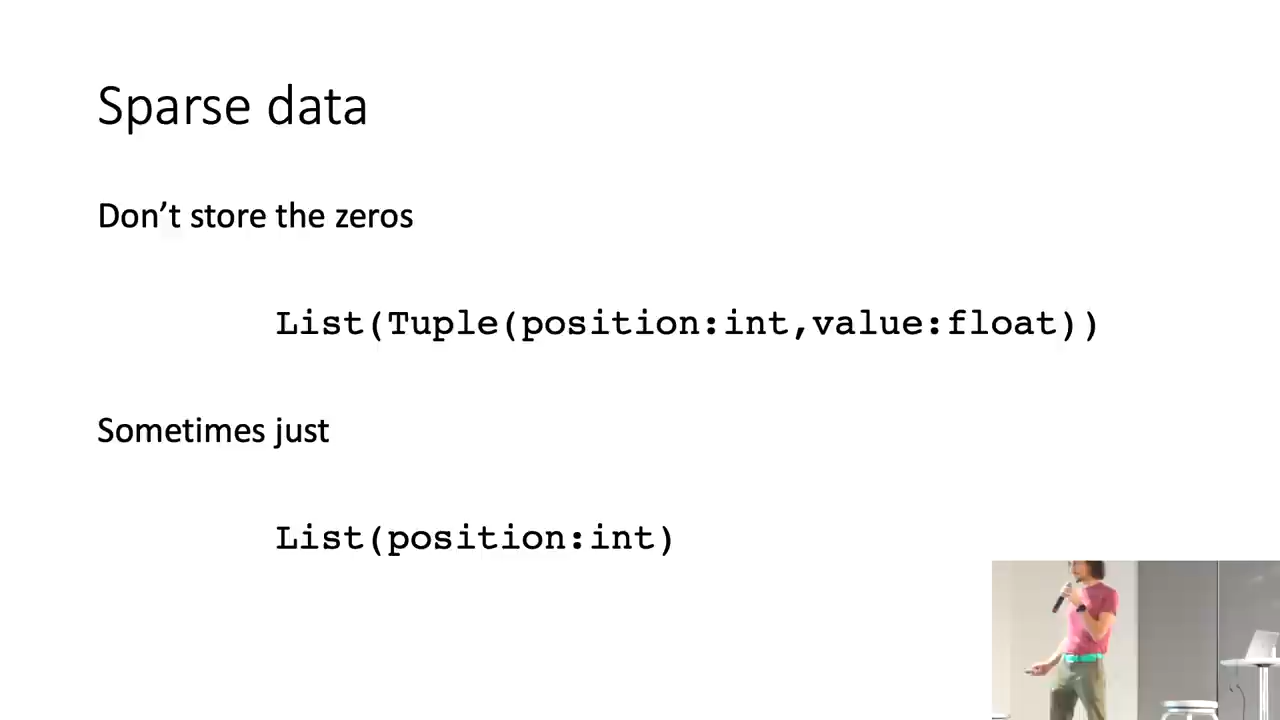 Sparse data
Don’t store the zeros
List(Tuple(position:int,value:float))
Sometimes just
List(position:int)